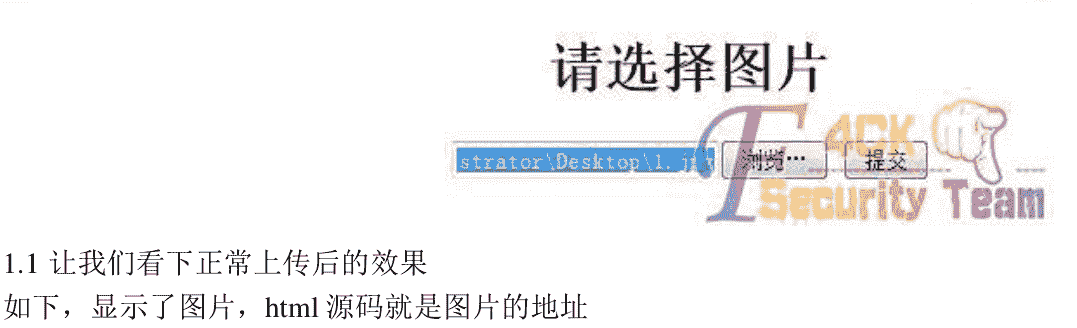 请选择图片
strator\Desktop\1.jpg 浏览… 提交
T4CK
Security Team
1.1 让我们看下正常上传后的效果
如下，显示了图片，html 源码就是图片的地址